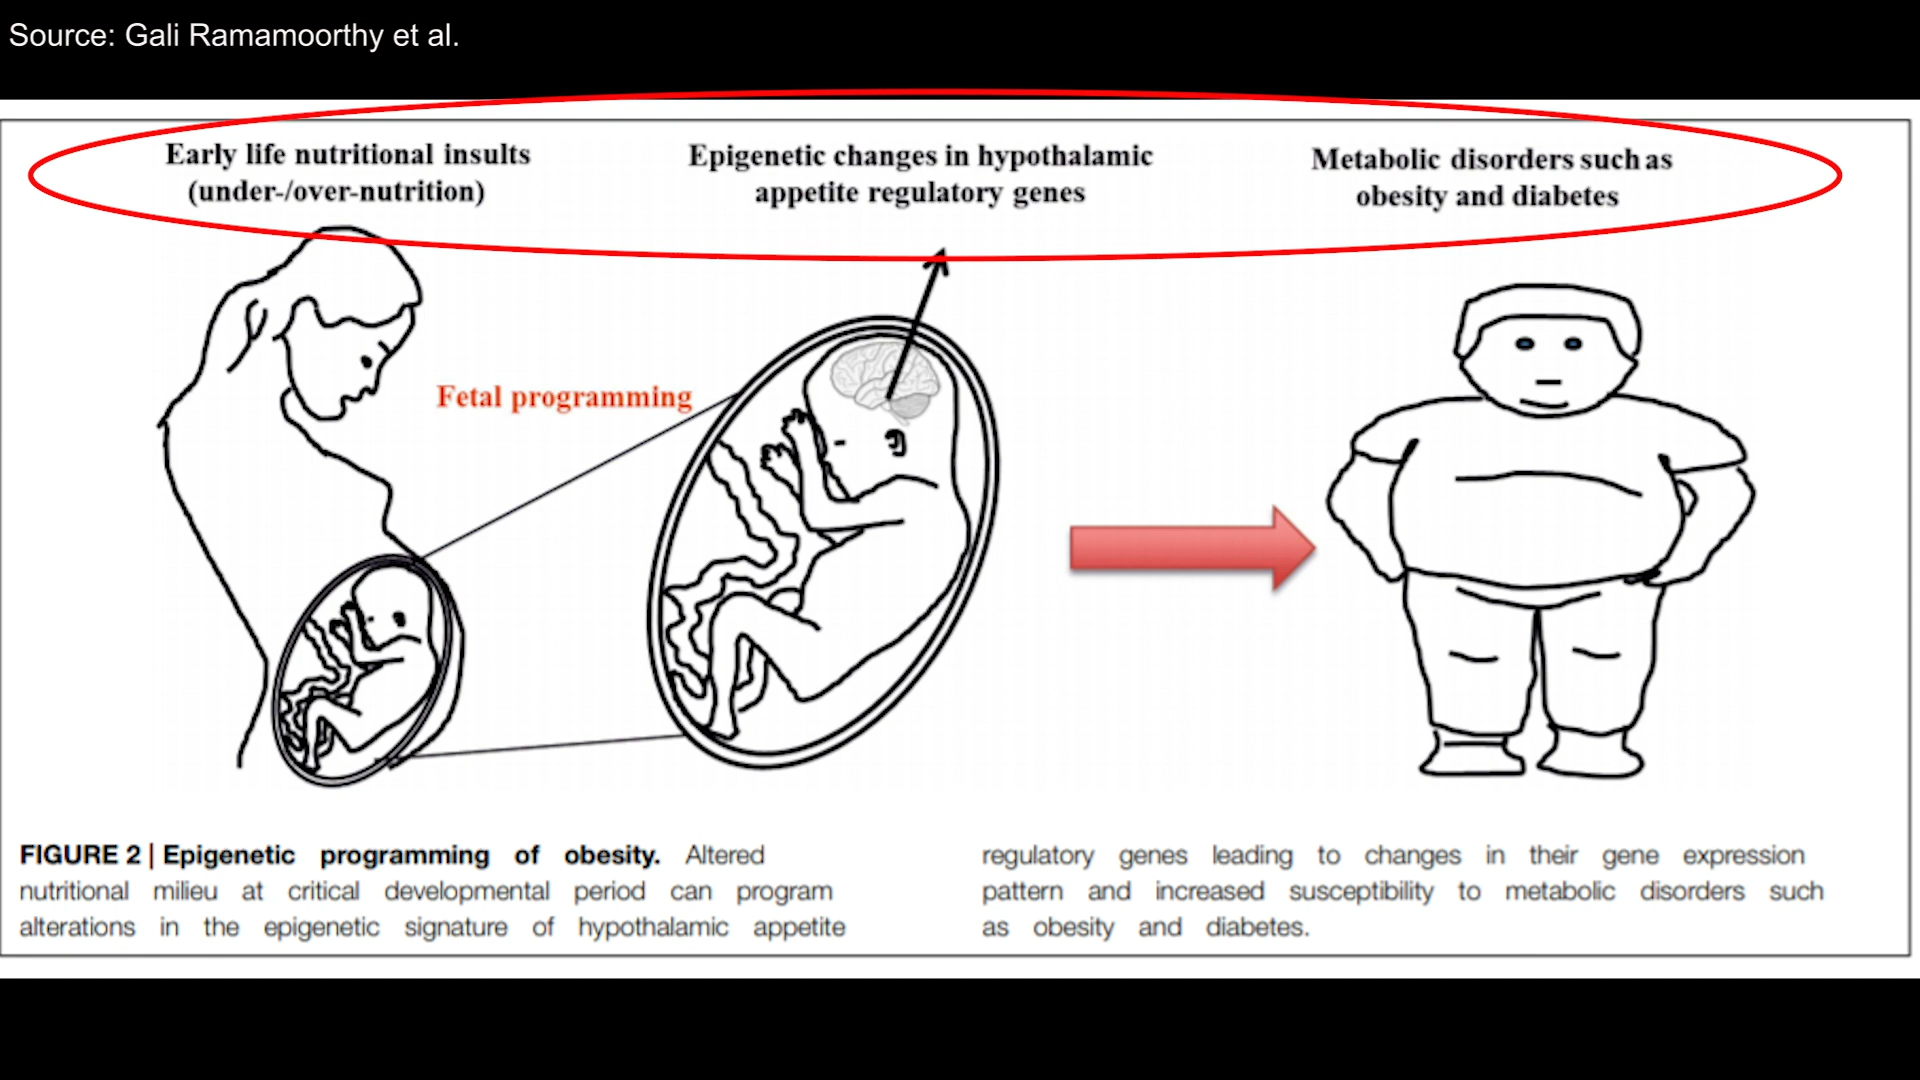 Source: Gali Ramamoorthy et al.
Early life nutritional insults
(under-/over-nutrition)
Epigenetic changes in hypothalamic
appetite regulatory genes
Metabolic disorders such as
obesity and diabetes
Fetal programming
FIGURE 2 | Epigenetic programming of obesity. Altered
nutritional milieu at critical developmental period can program
alterations in the epigenetic signature of hypothalamic appetite
regulatory genes leading to changes in their gene expression
pattern and increased susceptibility to metabolic disorders such
as obesity and diabetes.